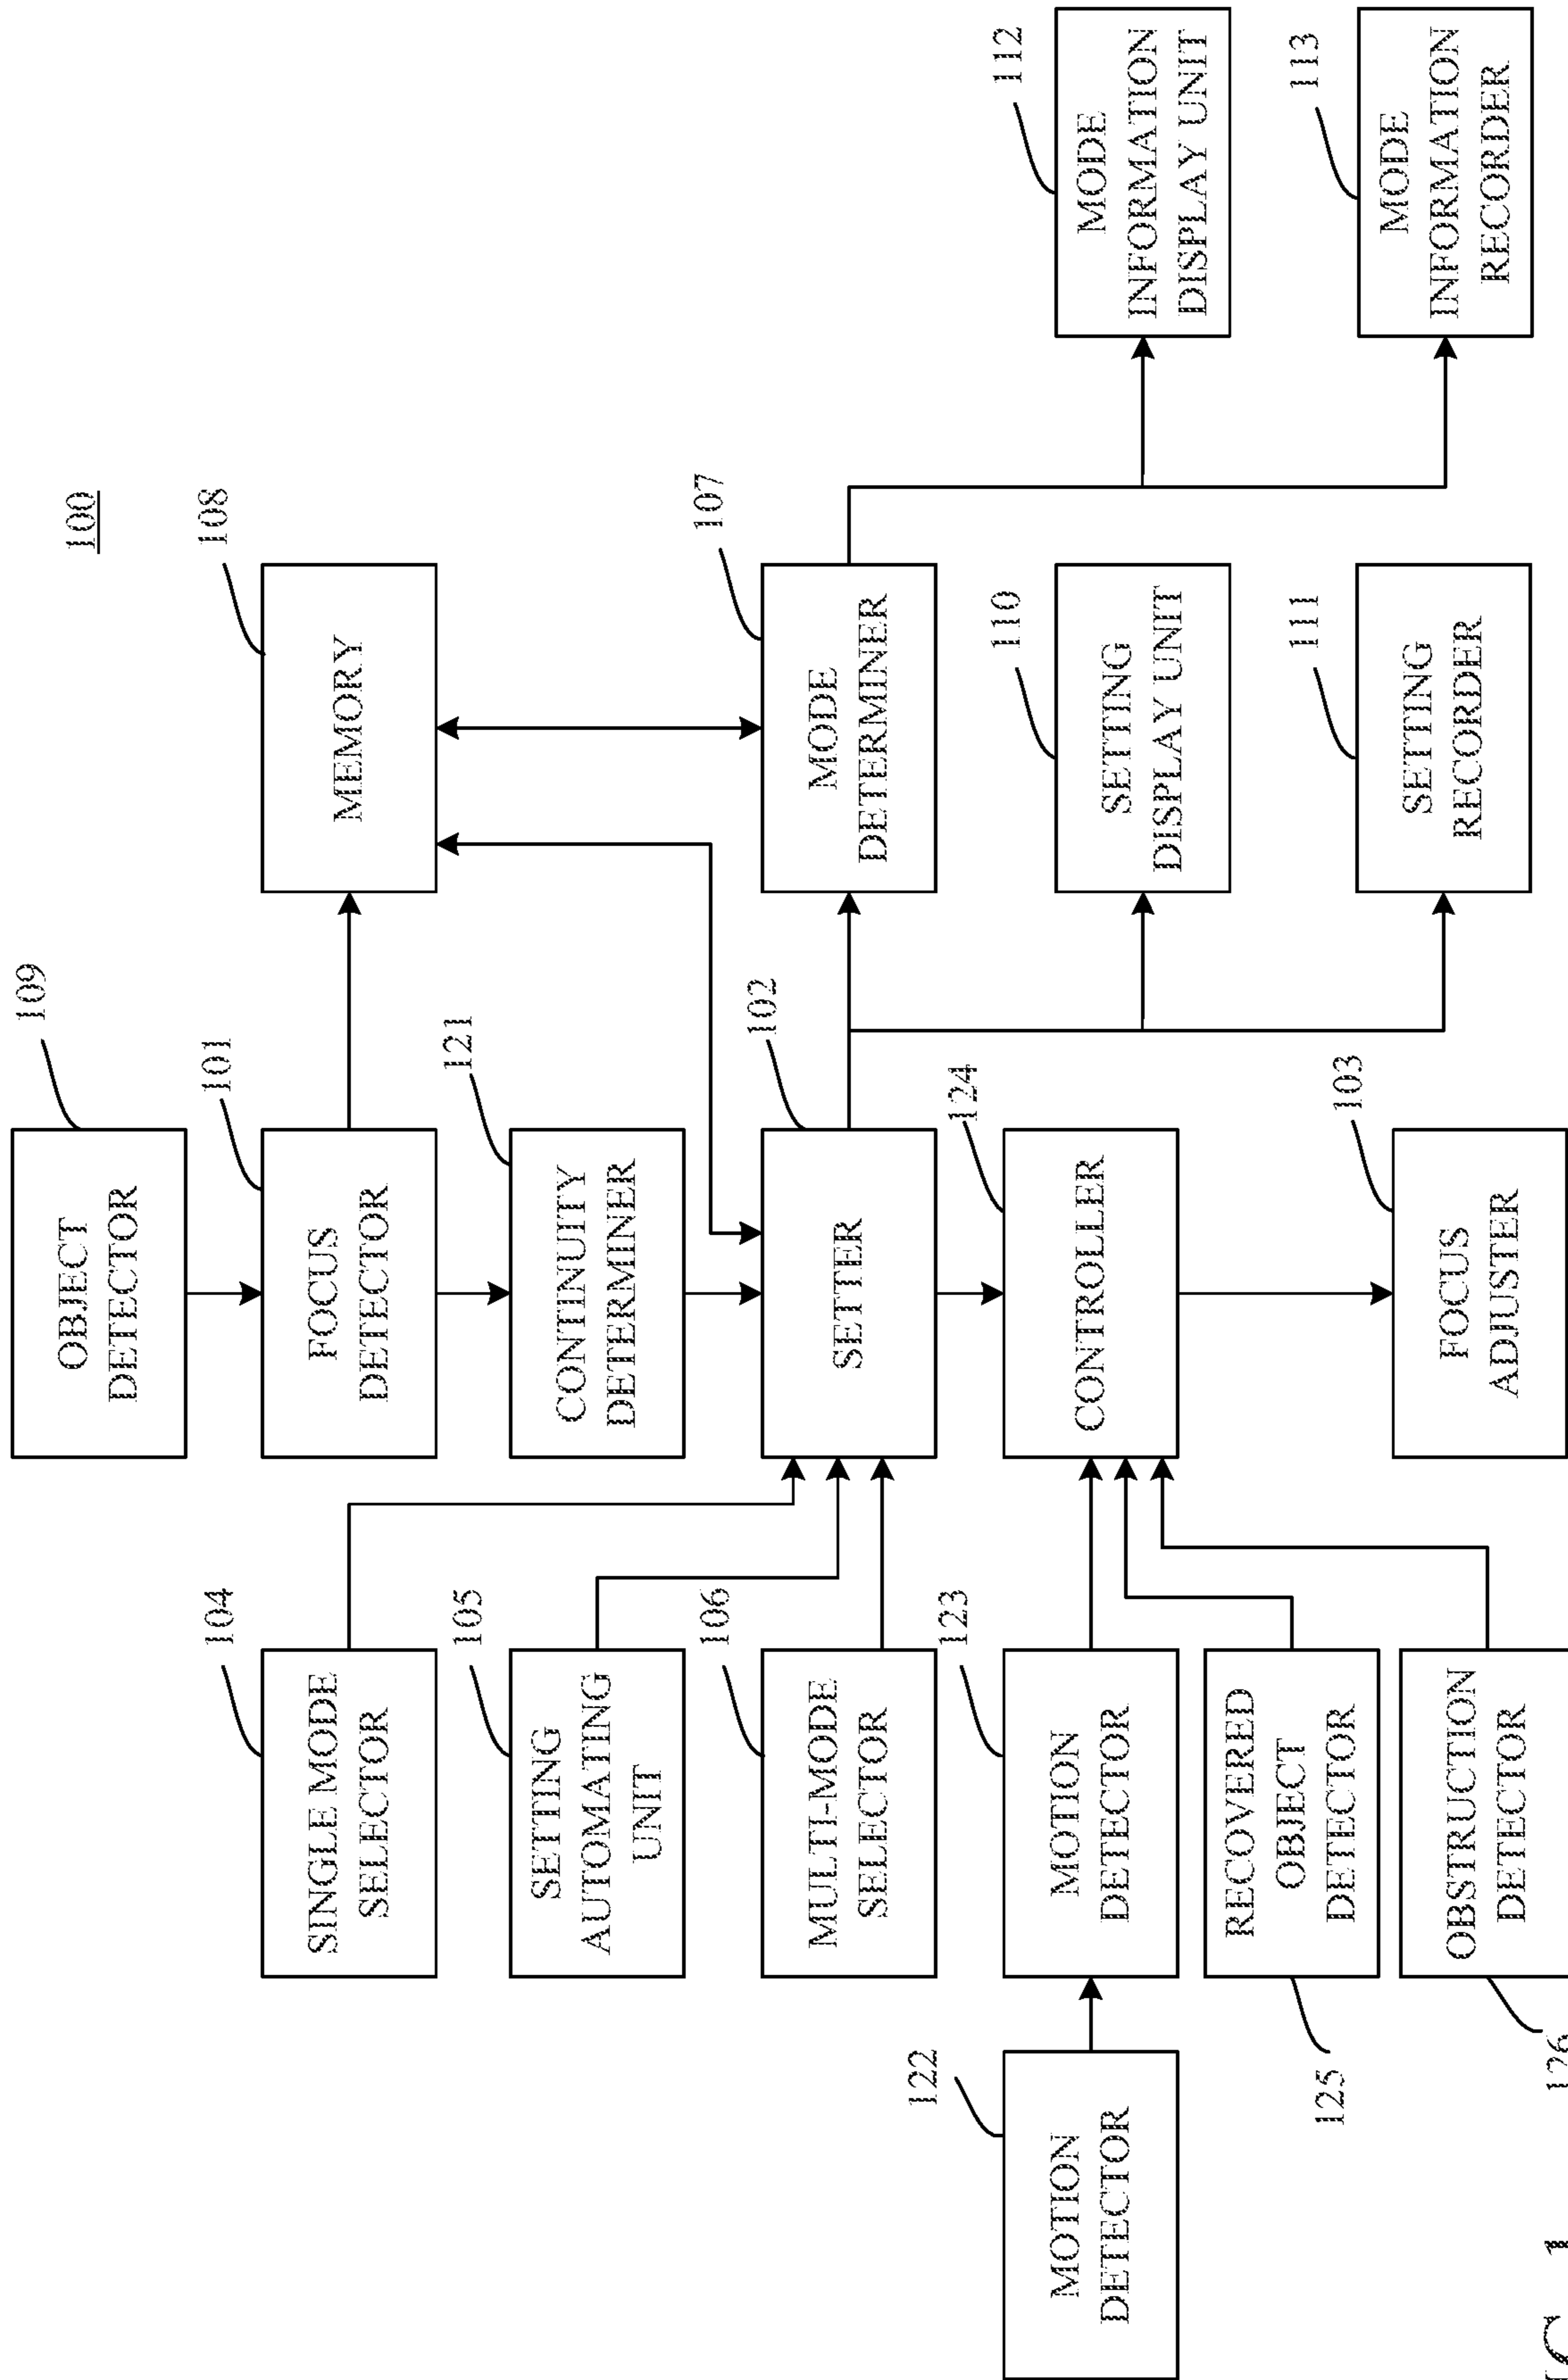 100
109
OBJECT
DETECTOR
101
FOCUS
DETECTOR
108
MEMORY
104
SINGLE MODE
SELECTOR
121
CONTINUITY
DETERMINER
105
SETTING
AUTOMATING
UNIT
106
MULTI-MODE
SELECTOR
102
SETTER
107
MODE
DETERMINER
122
MOTION
DETECTOR
123
MOTION
DETECTOR
124
CONTROLLER
110
SETTING
DISPLAY UNIT
112
MODE
INFORMATION
DISPLAY UNIT
125
RECOVERED
OBJECT
DETECTOR
126
OBSTRUCTION
DETECTOR
103
FOCUS
ADJUSTER
111
SETTING
RECORDER
113
MODE
INFORMATION
RECORDER